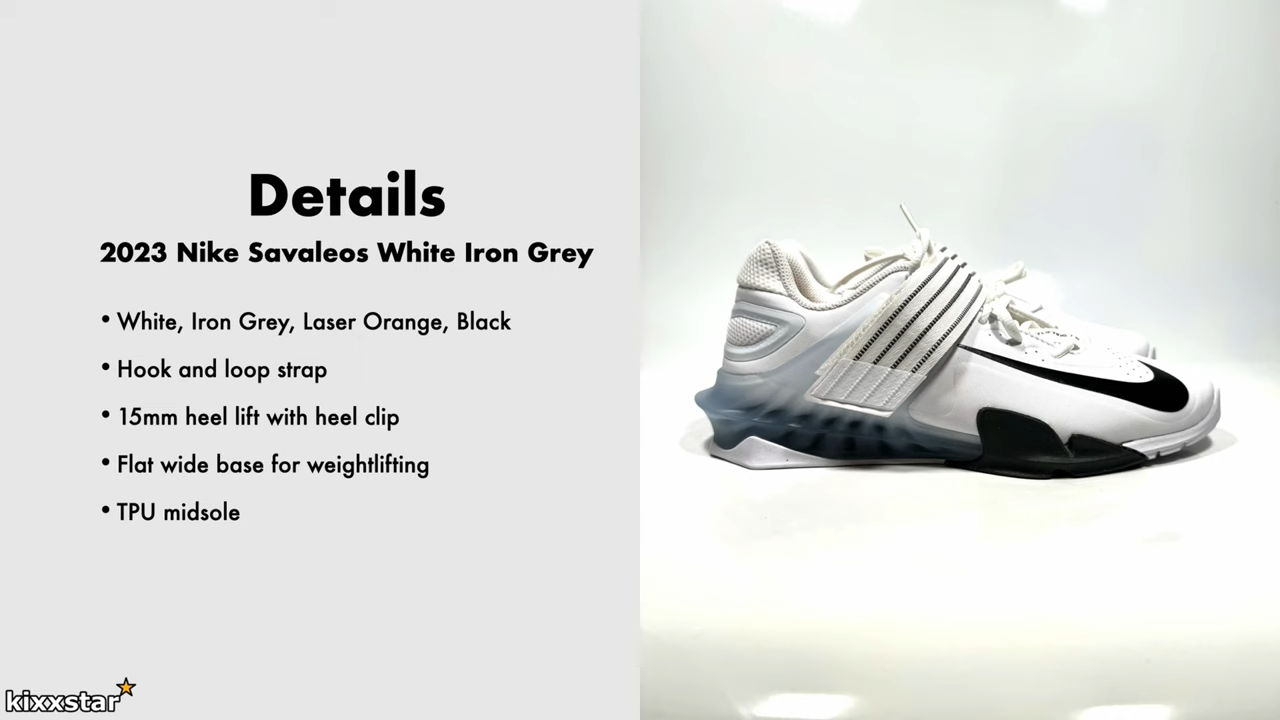 Details
2023 Nike Savaleos White Iron Grey
• White, Iron Grey, Laser Orange, Black
• Hook and loop strap
• 15mm heel lift with heel clip
• Flat wide base for weightlifting
• TPU midsole
kixxstar